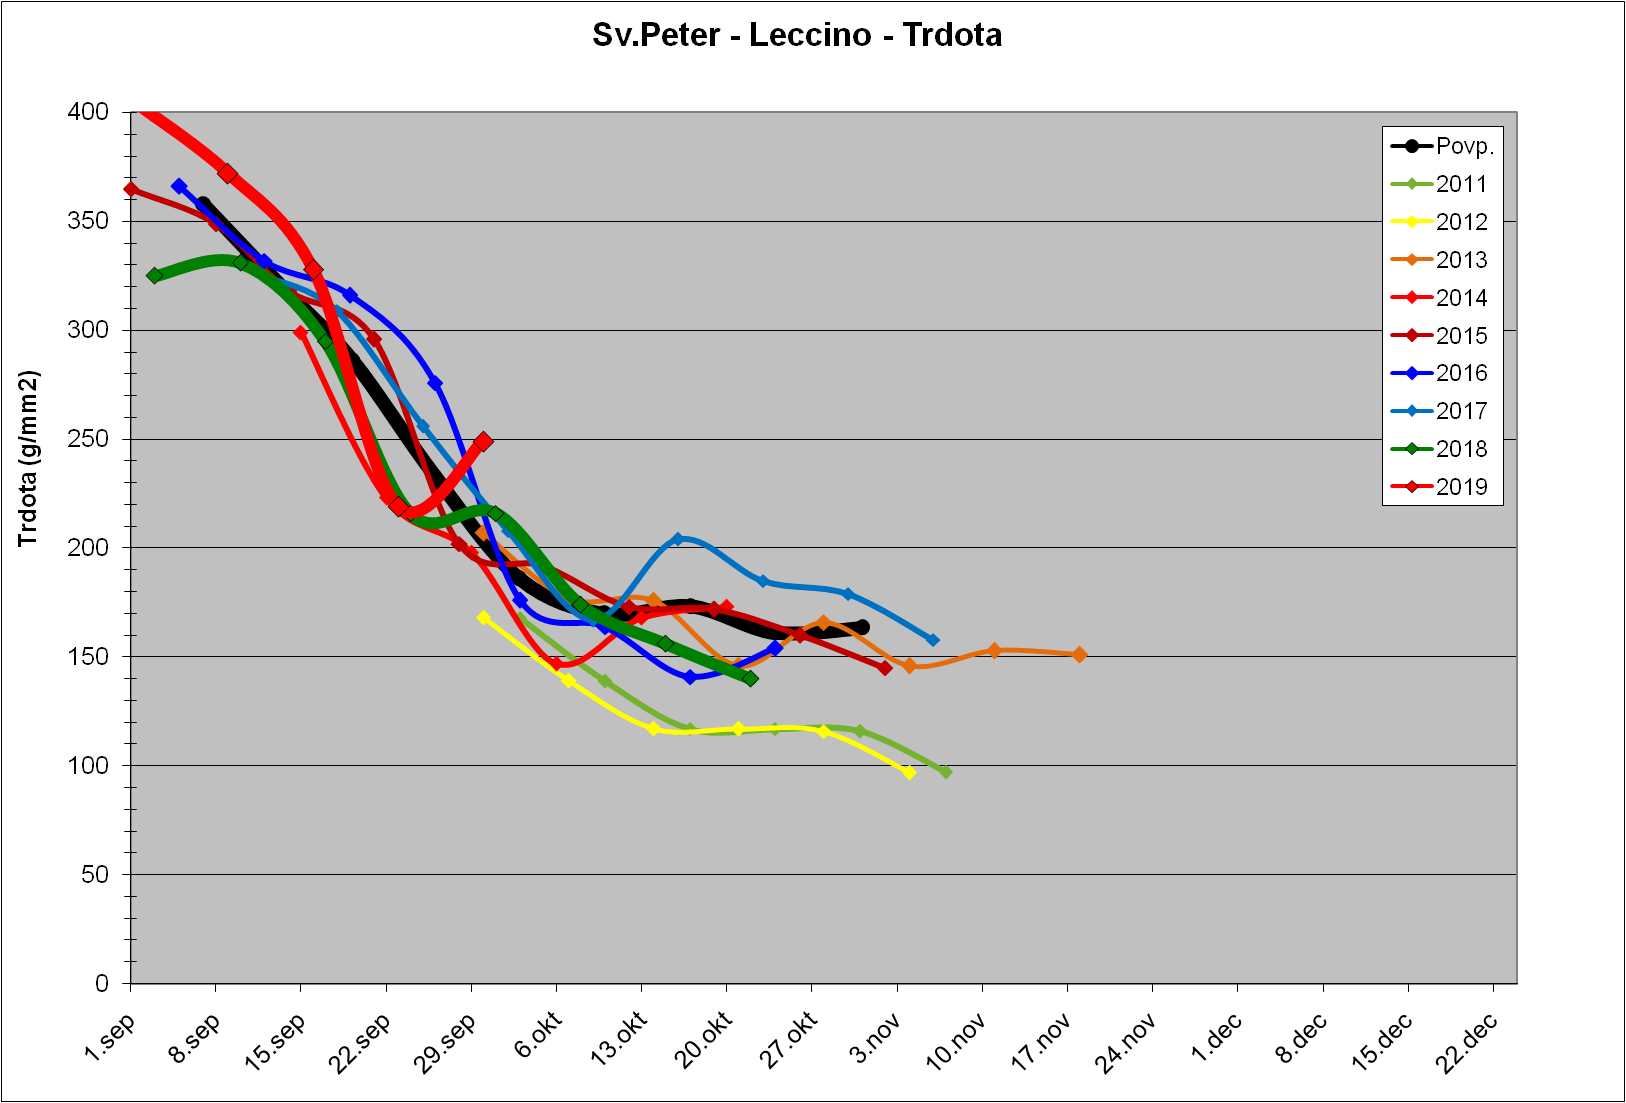 Sv.Peter - Leccino - Trdota
Trdota (g/mm2)
400
350
300
250
200
150
100
50
0
1.sep
8.sep
15.sep
22.sep
29.sep
6.okt
13.okt
20.okt
27.okt
3.nov
10.nov
17.nov
24.nov
1.dec
8.dec
15.dec
22.dec
Povp.
2011
2012
2013
2014
2015
2016
2017
2018
2019